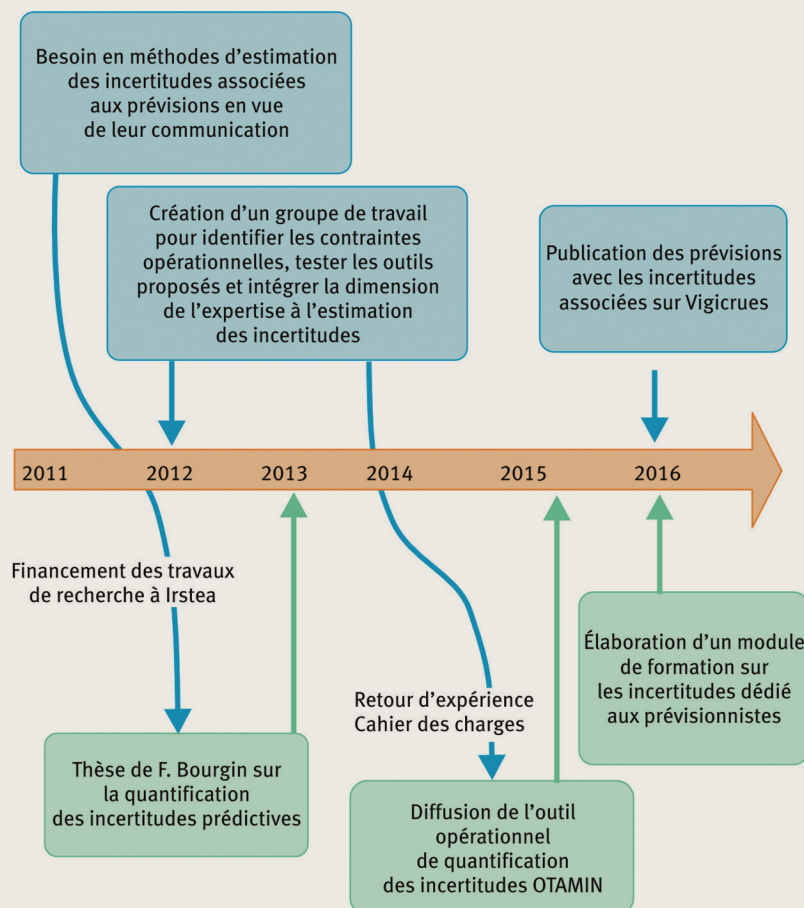 Besoin en méthodes d'estimation
des incertitudes associées
aux prévisions en vue
de leur communication
Création d'un groupe de travail
pour identifier les contraintes
opérationnelles, tester les outils
proposés et intégrer la dimension
de l'expertise à l'estimation
des incertitudes
Publication des prévisions
avec les incertitudes
associées sur Vigicrues
2011 2012 2013 2014 2015 2016
Financement des travaux
de recherche à Irstea
Thèse de F. Bourgin sur
la quantification
des incertitudes prédictives
Retour d'expérience
Cahier des charges
Diffusion de l'outil
opérationnel
de quantification
des incertitudes OTAMIN
Élaboration d'un module
de formation sur
les incertitudes dédié
aux prévisionnistes